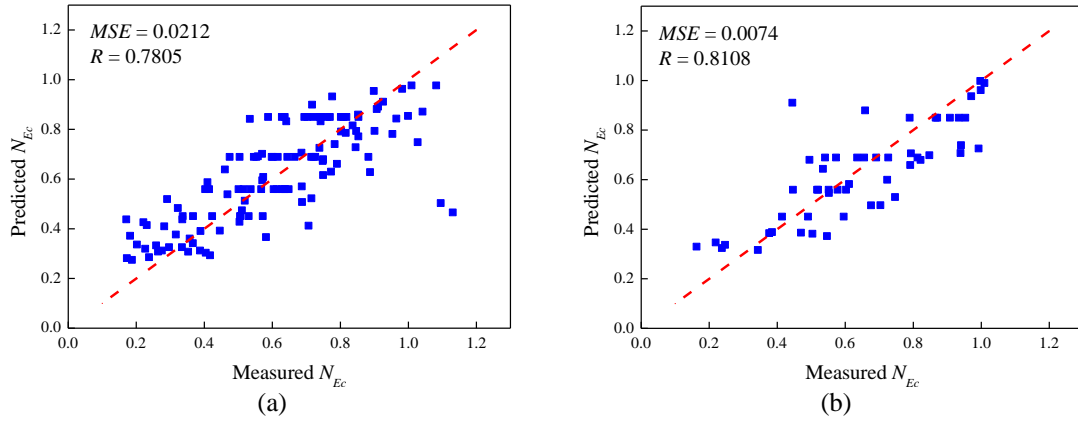 MSE = 0.0212
R = 0.7805
1.2
1.0
0.8
0.6
0.4
0.2
0.0
Predicted N_Ec
0.0 0.2 0.4 0.6 0.8 1.0 1.2
Measured N_Ec
(a)
MSE = 0.0074
R = 0.8108
1.2
1.0
0.8
0.6
0.4
0.2
0.0
Predicted N_Ec
0.0 0.2 0.4 0.6 0.8 1.0 1.2
Measured N_Ec
(b)